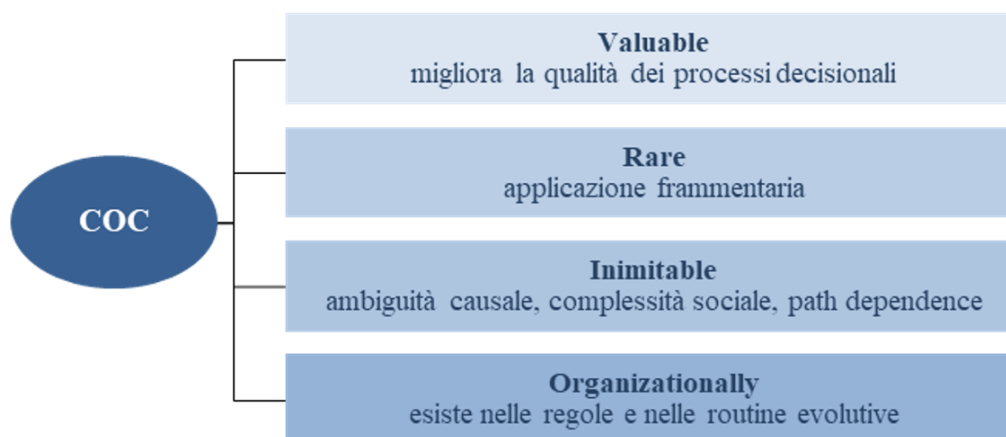 COC
Valuable
migliora la qualità dei processi decisionali
Rare
applicazione frammentaria
Inimitable
ambiguità causale, complessità sociale, path dependence
Organizationally
esiste nelle regole e nelle routine evolutive